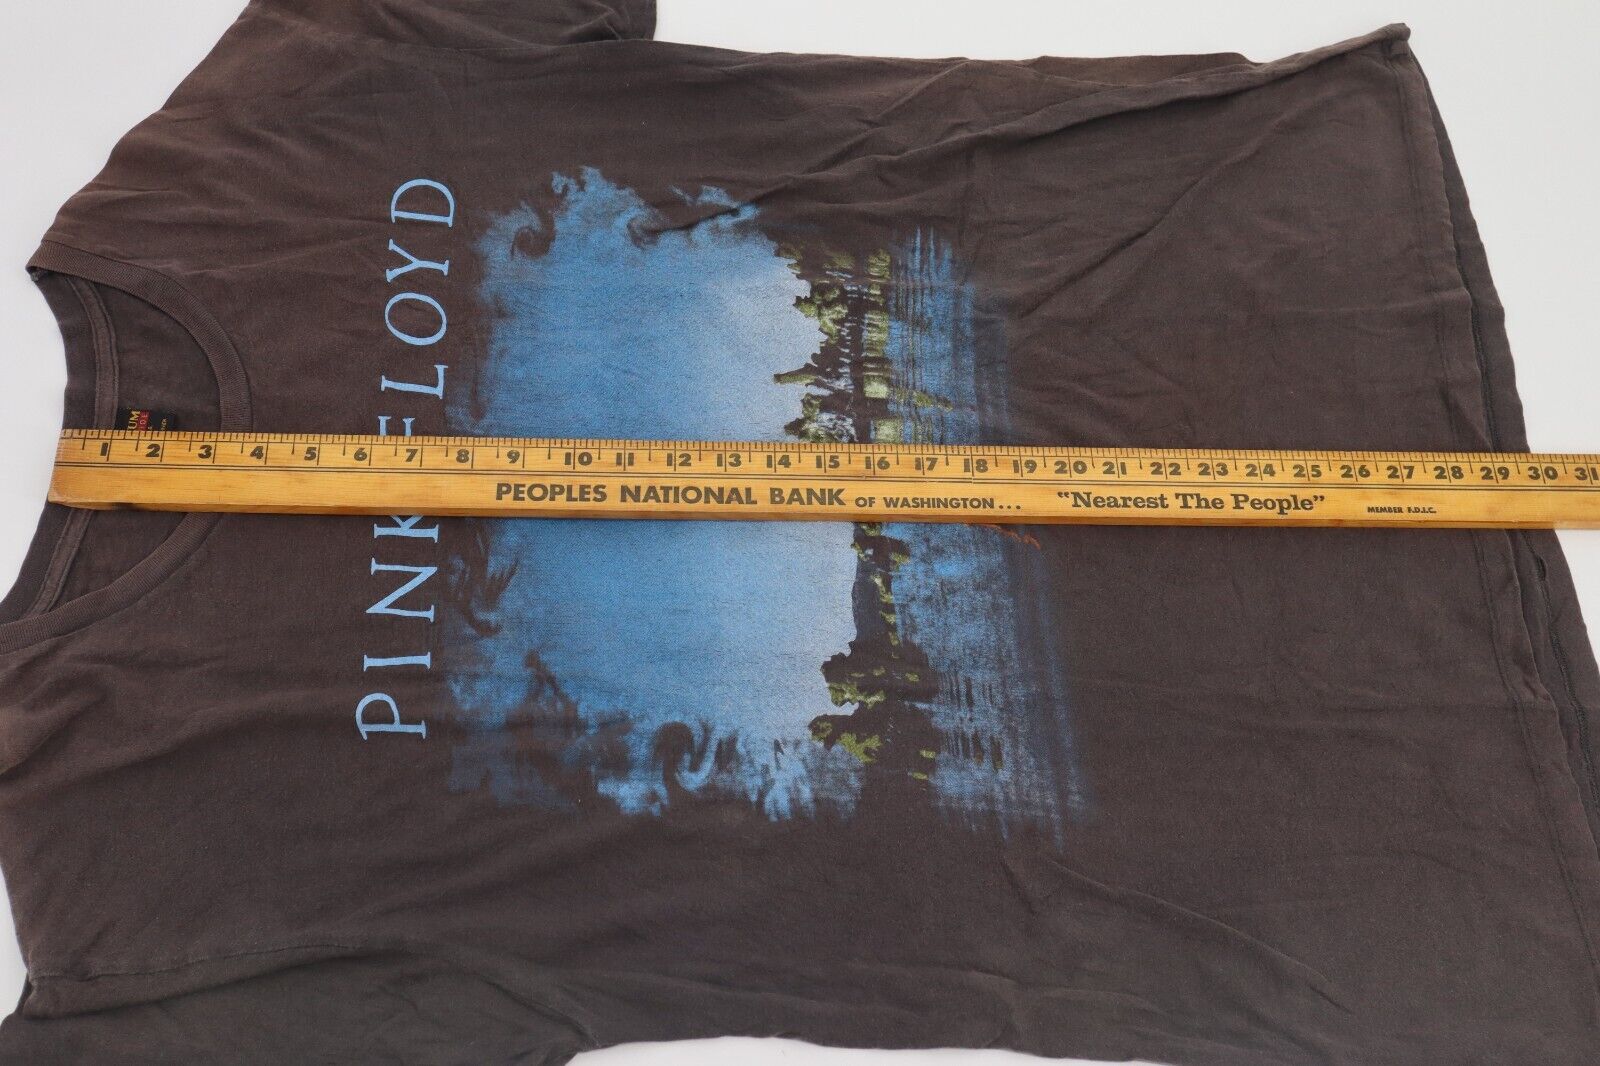 PINK FLOYD
UM
1 2 3 4 5 6 7 8 9 10 11 12 13 14 15 16 17 18 19 20 21 22 23 24 25 26 27 28 29 30 31
PEOPLES NATIONAL BANK OF WASHINGTON... "Nearest The People" MEMBER F.D.I.C.